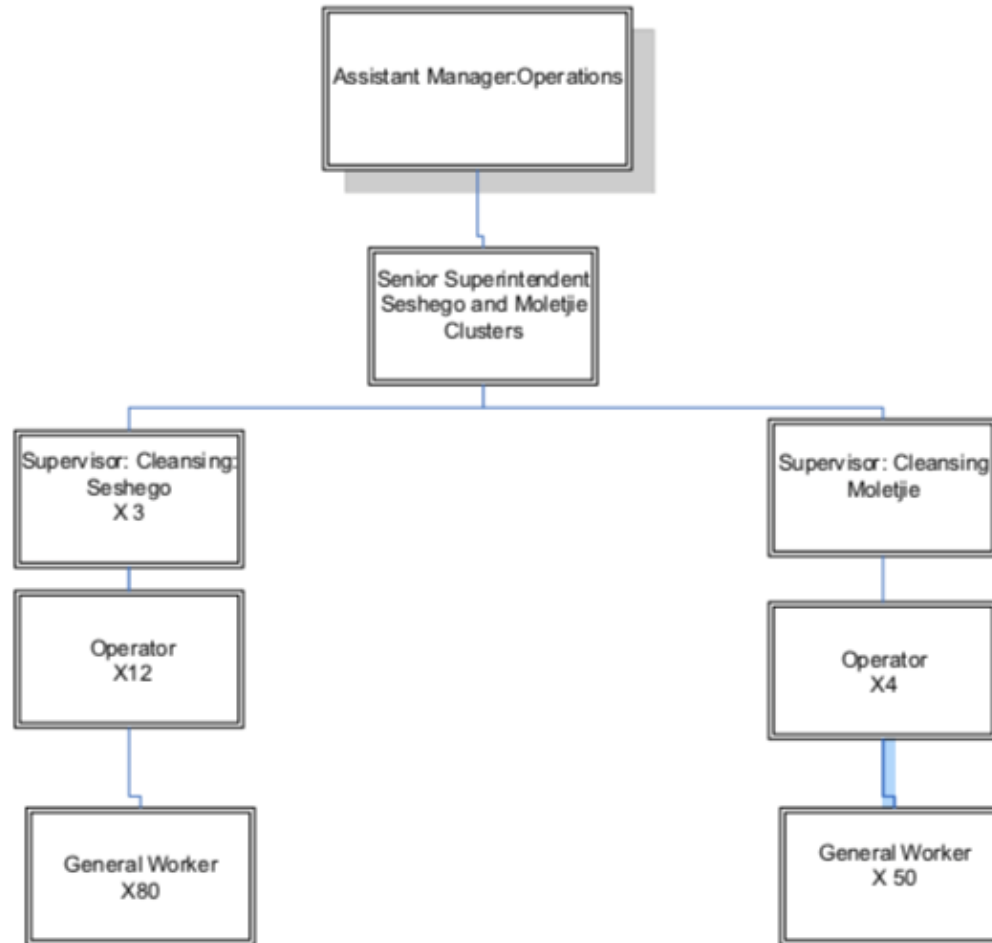 Assistant Manager:Operations
Senior Superintendent
Seshego and Moletjie
Clusters
Supervisor: Cleansing:
Seshego
X 3
Supervisor: Cleansing
Moletjie
Operator
X12
Operator
X4
General Worker
X80
General Worker
X 50